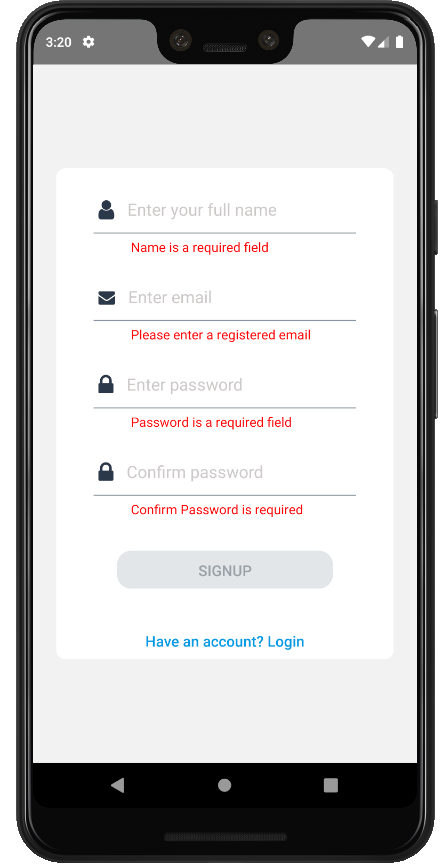 3:20
Enter your full name
Name is a required field
Enter email
Please enter a registered email
Enter password
Password is a required field
Confirm password
Confirm Password is required
SIGNUP
Have an account? Login